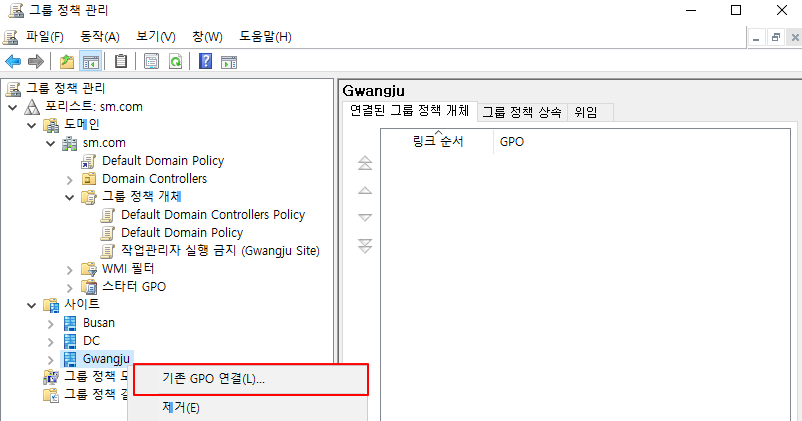 그룹 정책 관리
파일(F) 동작(A) 보기(V) 창(W) 도움말(H)
그룹 정책 관리
포리스트: sm.com
도메인
sm.com
Default Domain Policy
Domain Controllers
그룹 정책 개체
Default Domain Controllers Policy
Default Domain Policy
작업관리자 실행 금지 (Gwangju Site)
WMI 필터
스타터 GPO
사이트
Busan
DC
Gwangju
그룹 정책
그룹 정책
기존 GPO 연결(L)...
제거(E)
Gwangju
연결된 그룹 정책 개체 그룹 정책 상속 위임
링크 순서 GPO